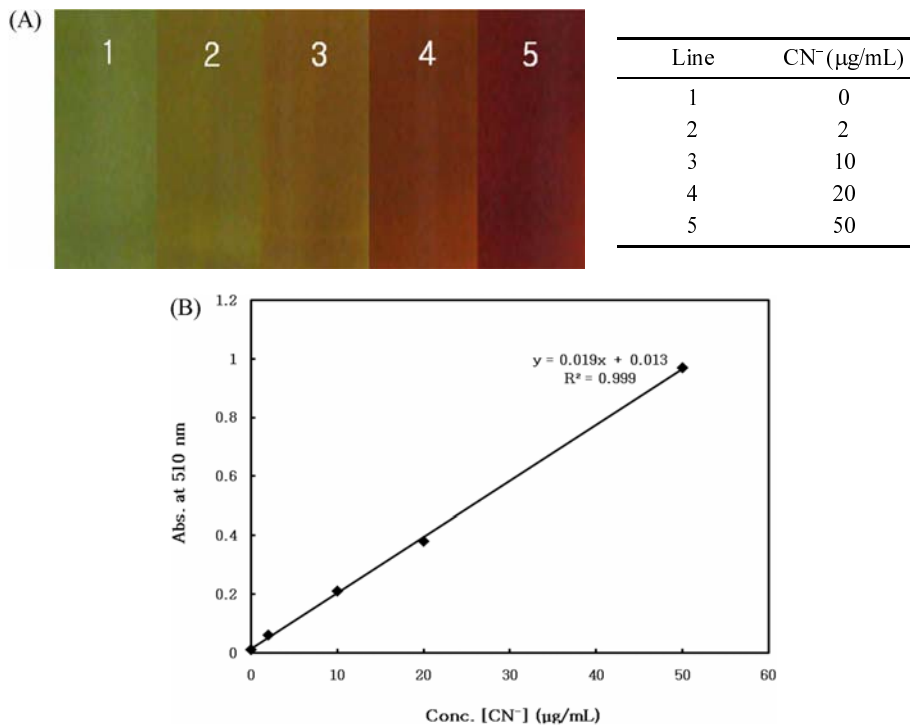 (A)
1 2 3 4 5
Line CN⁻ (μg/mL)
1 0
2 2
3 10
4 20
5 50
(B)
1.2
1
0.8
0.6
0.4
0.2
0
y = 0.019x + 0.013
R² = 0.999
Abs. at 510 nm
0 10 20 30 40 50 60
Conc. [CN⁻] (μg/mL)